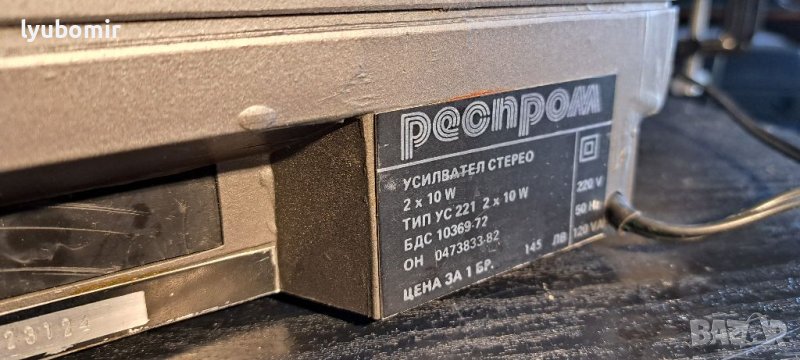 lyubomir
респром
УСИЛВАТЕЛ СТЕРЕО
2 x 10 W
ТИП УС 221 2 x 10 W
БДС 10369-72
ОН 0473833-82
ЦЕНА ЗА 1 БР. 145 ЛВ
220 V
50 Hz
120 VA
23124
BAZAR